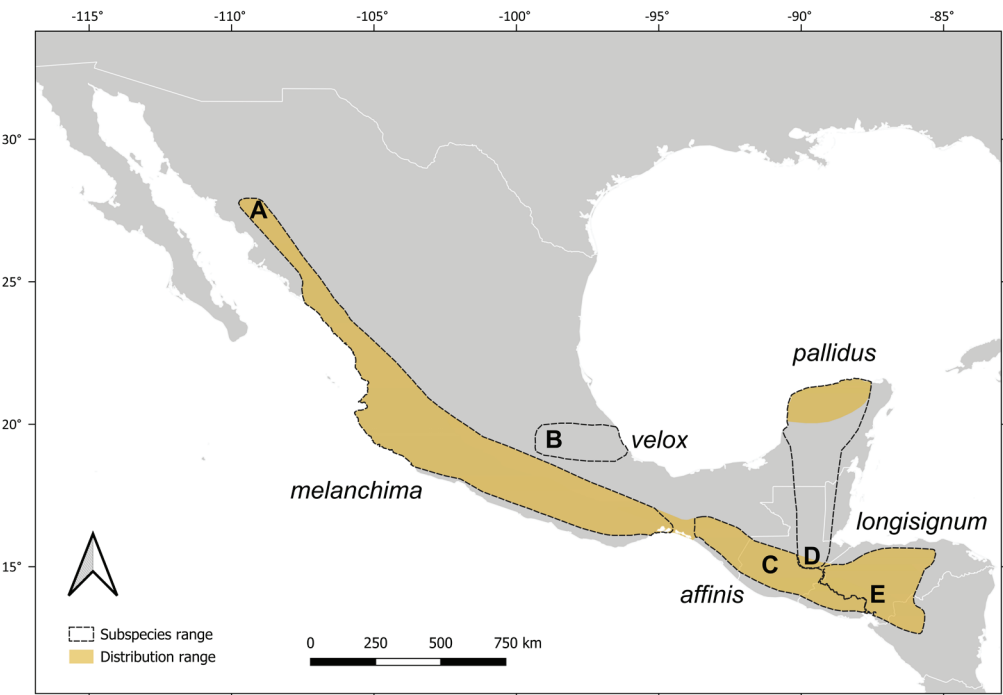 -115° -110° -105° -100° -95° -90° -85°
30°
A
25°
pallidus
20°
B velox
melanchima
longisignum
15°
D
C
E
affinis
Subspecies range
Distribution range
0 250 500 750 km